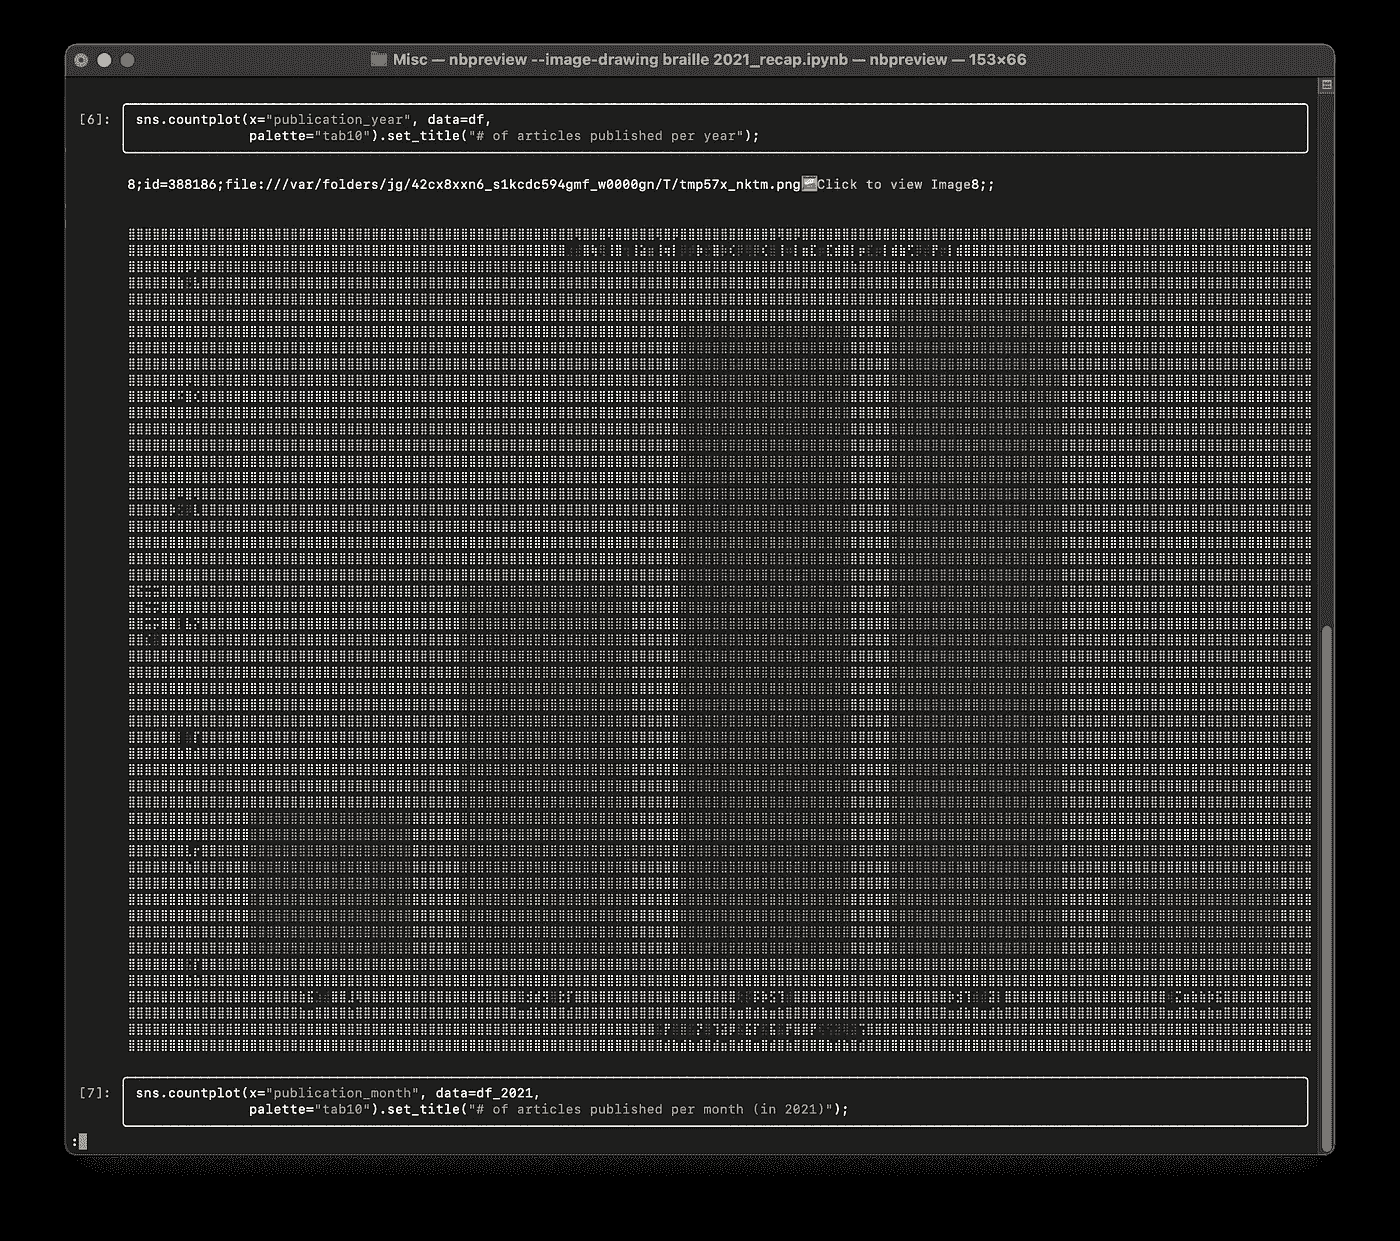 Misc — nbpreview --image-drawing braille 2021_recap.ipynb — nbpreview — 153×66
[6]: sns.countplot(x="publication_year", data=df,
palette="tab10").set_title("# of articles published per year");
8;id=388186;file:///var/folders/jg/42cx8xxn6_s1kcdc594gmf_w0000gn/T/tmp57x_nktm.png🖼Click to view Image8;;
[7]: sns.countplot(x="publication_month", data=df_2021,
palette="tab10").set_title("# of articles published per month (in 2021)");
: